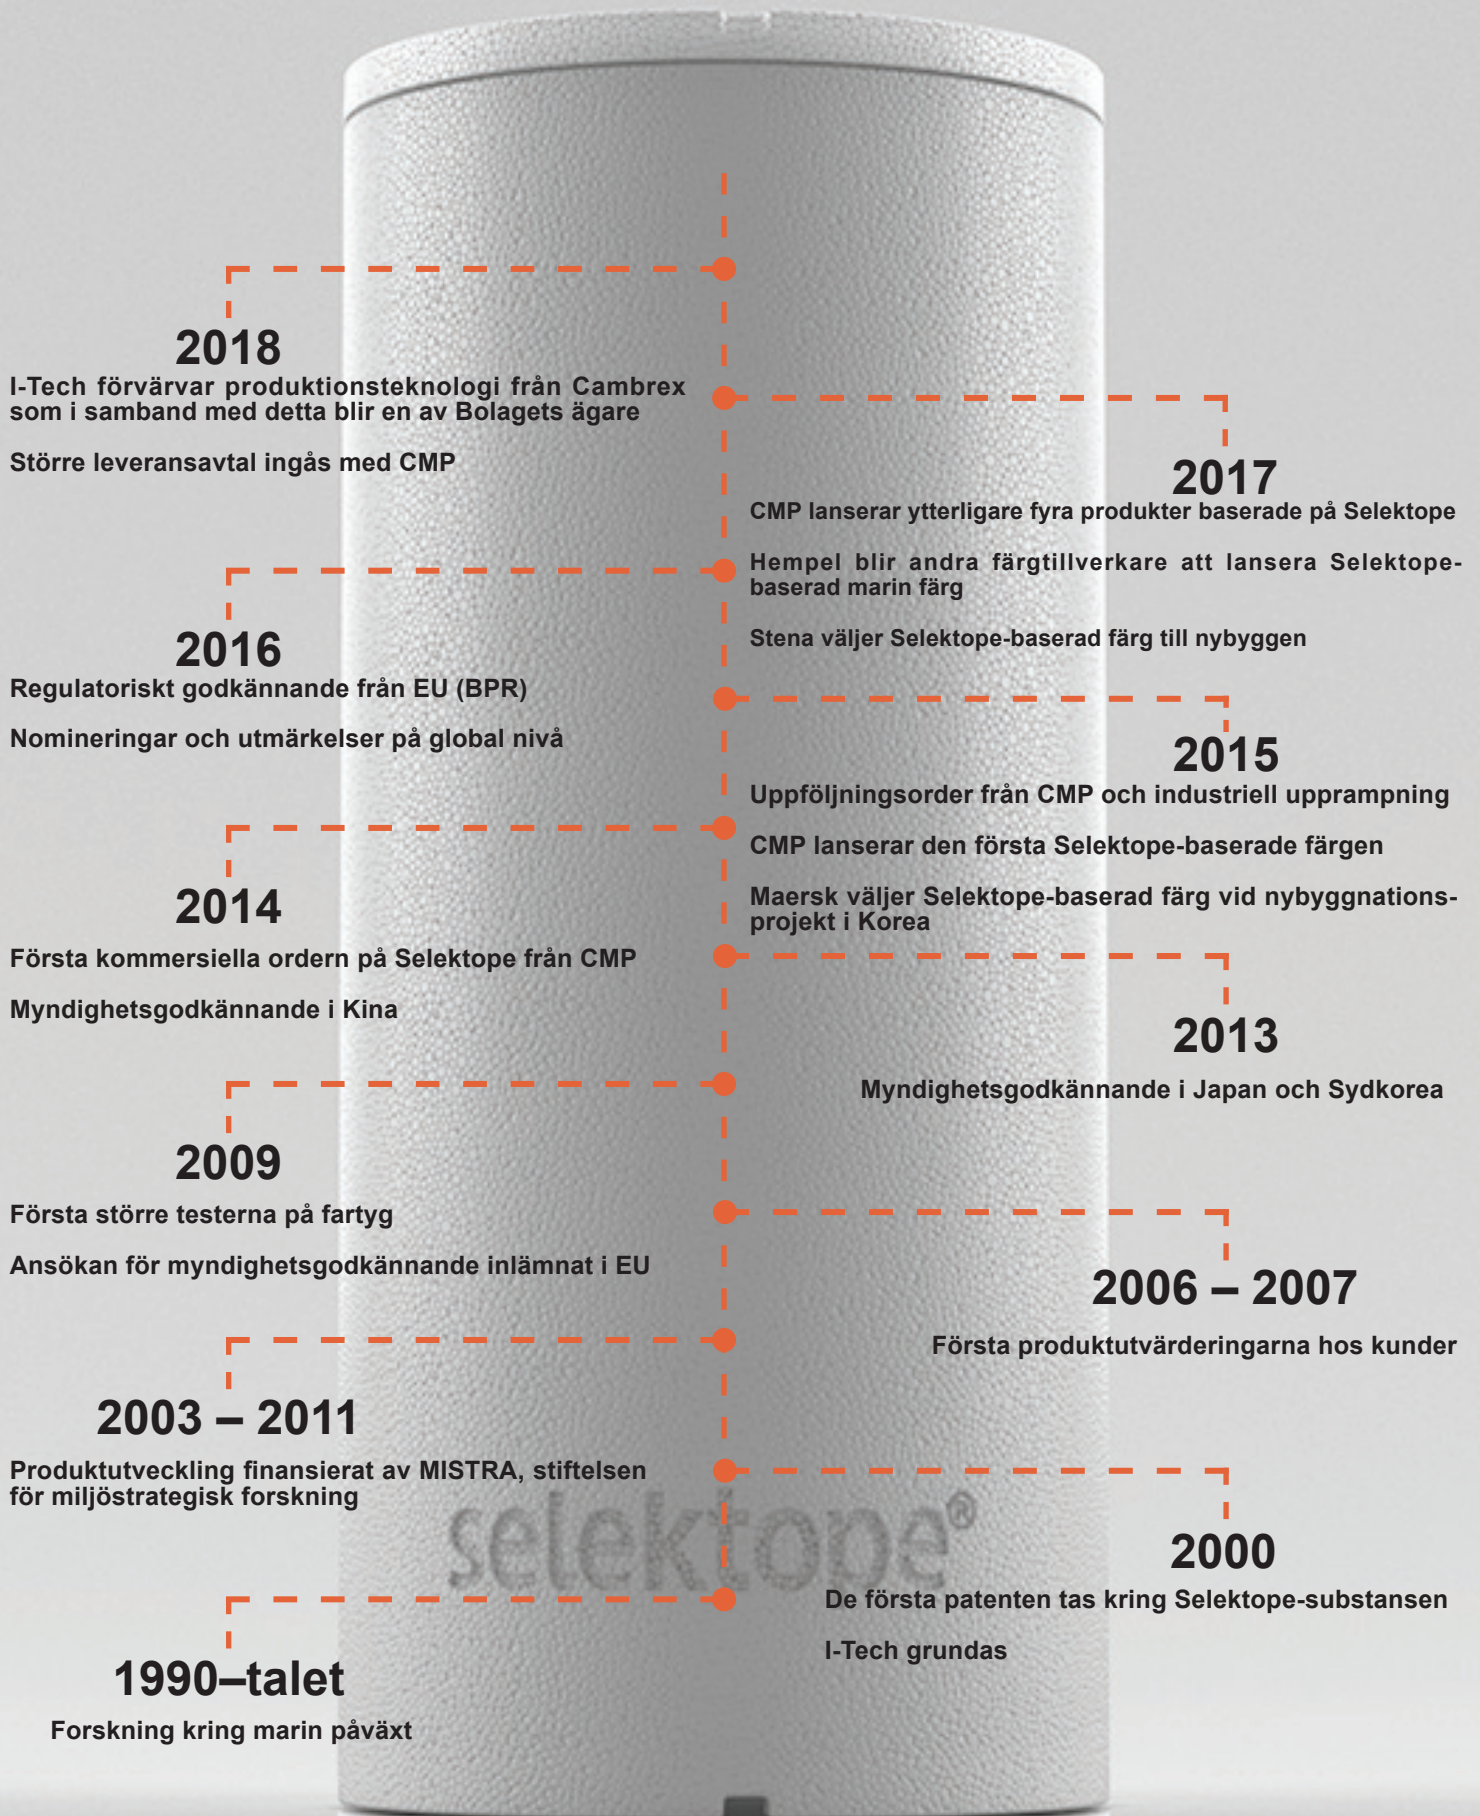 2018
I-Tech förvärvar produktionsteknologi från Cambrex
som i samband med detta blir en av Bolagets ägare
Större leveransavtal ingås med CMP
2017
CMP lanserar ytterligare fyra produkter baserade på Selektope
Hempel blir andra färgtillverkare att lansera Selektope-
baserad marin färg
Stena väljer Selektope-baserad färg till nybyggen
2016
Regulatoriskt godkännande från EU (BPR)
Nomineringar och utmärkelser på global nivå
2015
Uppföljningsorder från CMP och industriell upprampning
CMP lanserar den första Selektope-baserade färgen
Maersk väljer Selektope-baserad färg vid nybyggnations-
projekt i Korea
2014
Första kommersiella ordern på Selektope från CMP
Myndighetsgodkännande i Kina
2013
Myndighetsgodkännande i Japan och Sydkorea
2009
Första större testerna på fartyg
Ansökan för myndighetsgodkännande inlämnat i EU
2006 – 2007
Första produktutvärderingarna hos kunder
2003 – 2011
Produktutveckling finansierat av MISTRA, stiftelsen
för miljöstrategisk forskning
selektope®
2000
De första patenten tas kring Selektope-substansen
I-Tech grundas
1990–talet
Forskning kring marin påväxt